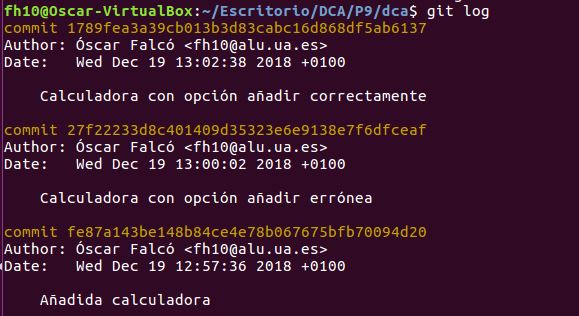 fh10@Oscar-VirtualBox:~/Escritorio/DCA/P9/dca$ git log
commit 1789fea3a39cb013b3d83cabc16d868df5ab6137
Author: Óscar Falcó <fh10@alu.ua.es>
Date:   Wed Dec 19 13:02:38 2018 +0100
Calculadora con opción añadir correctamente
commit 27f22233d8c401409d35323e6e9138e7f6dfceaf
Author: Óscar Falcó <fh10@alu.ua.es>
Date:   Wed Dec 19 13:00:02 2018 +0100
Calculadora con opción añadir errónea
commit fe87a143be148b84ce4e78b067675bfb70094d20
Author: Óscar Falcó <fh10@alu.ua.es>
Date:   Wed Dec 19 12:57:36 2018 +0100
Añadida calculadora